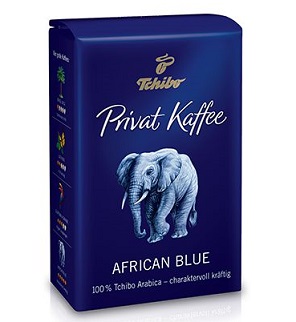 Tchibo
Privat Kaffee
AFRICAN BLUE
100% Tchibo Arabica – charaktervoll kräftig